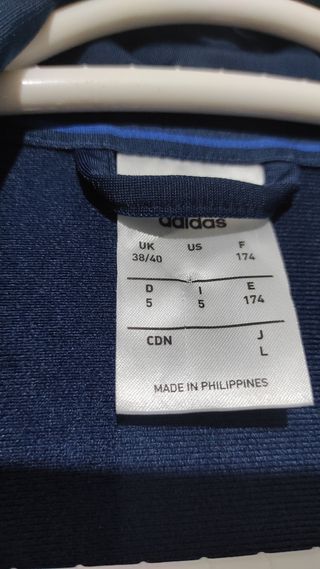 adidas
UK US F
38/40 174
D I E
5 5 174
CDN J
L
MADE IN PHILIPPINES